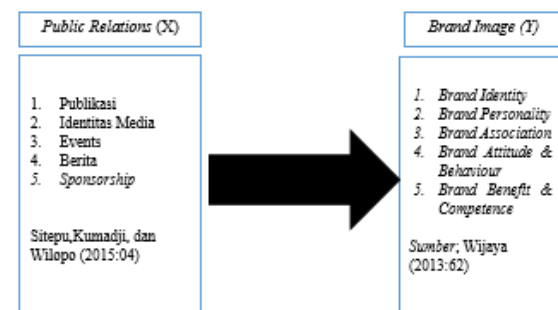 Public Relations (X)
1. Publikasi
2. Identitas Media
3. Events
4. Berita
5. Sponsorship
Sitepu,Kumadji, dan
Wilopo (2015:04)
Brand Image (Y)
1. Brand Identity
2. Brand Personality
3. Brand Association
4. Brand Attitude &
Behaviour
5. Brand Benefit &
Competence
Sumber; Wijaya
(2013:62)